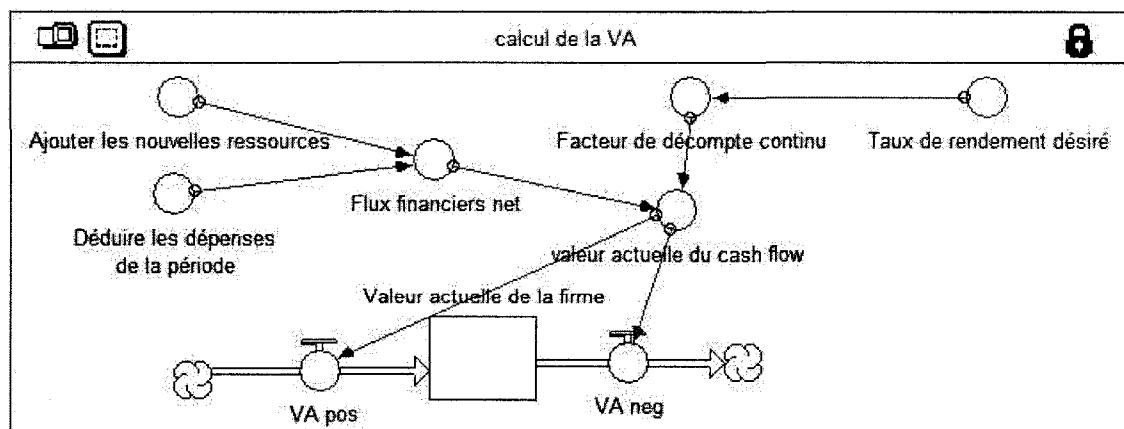 calcul de la VA
Ajouter les nouvelles ressources
Facteur de décompte continu
Taux de rendement désiré
Flux financiers net
Déduire les dépenses
de la période
valeur actuelle du cash flow
Valeur actuelle de la firme
VA pos
VA neg